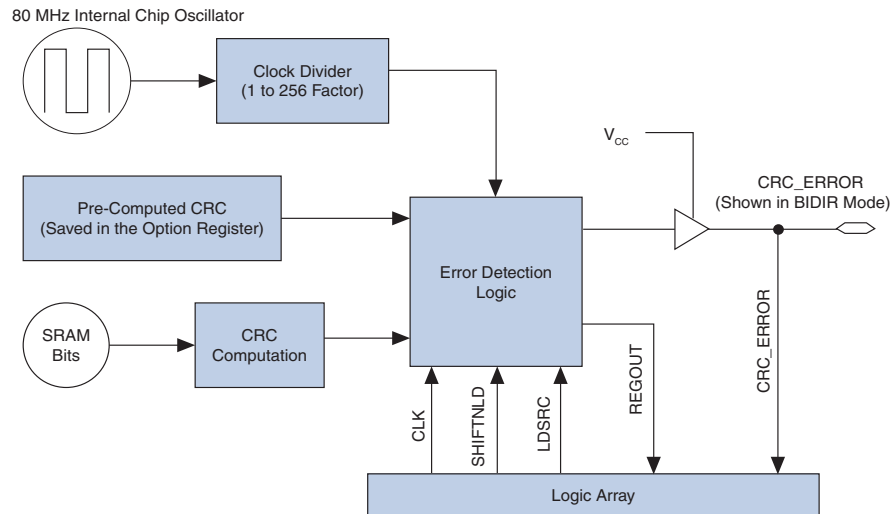 80 MHz Internal Chip Oscillator
Clock Divider
(1 to 256 Factor)
VCC
CRC_ERROR
(Shown in BIDIR Mode)
Pre-Computed CRC
(Saved in the Option Register)
Error Detection
Logic
SRAM
Bits
CRC
Computation
CLK
SHIFTNLD
LDSRC
REGOUT
CRC_ERROR
Logic Array